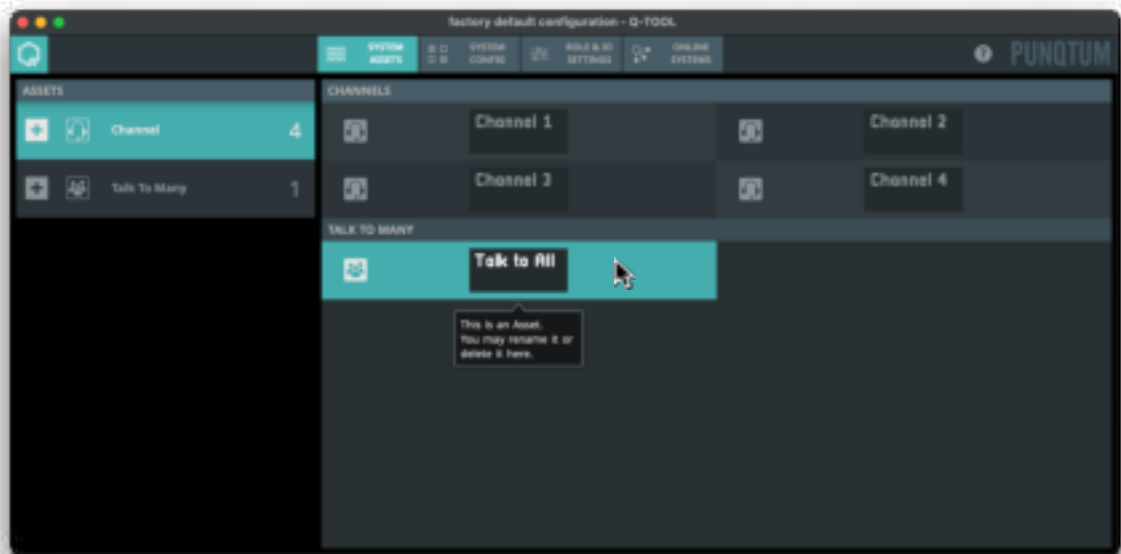 factory default configuration - Q-TOOL
SYSTEM ASSETS
SYSTEM CONFIG
ROLE & IO SETTINGS
ONLINE SYSTEMS
?
PUNQTUM
ASSETS
Channel 4
Talk To Many 1
CHANNELS
Channel 1
Channel 2
Channel 3
Channel 4
TALK TO MANY
Talk to All
This is an Asset.
You may rename it or
delete it here.